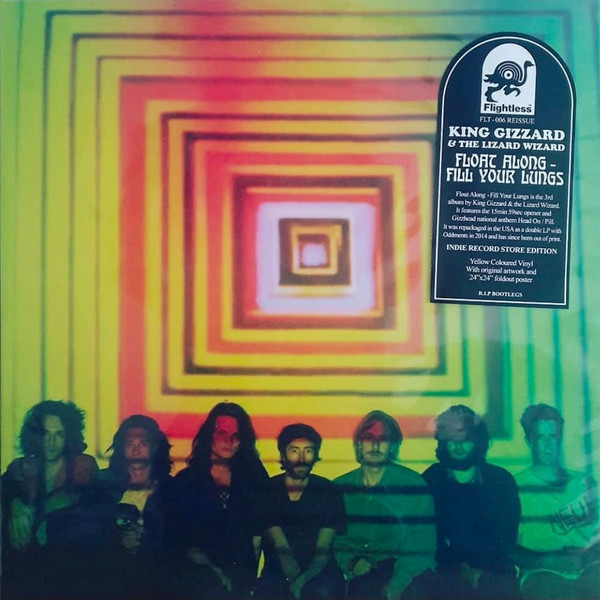 Flightless
FLT-006 REISSUE
KING GIZZARD
& THE LIZARD WIZARD
FLOAT ALONG –
FILL YOUR LUNGS
Float Along - Fill Your Lungs is the 3rd
album by King Gizzard & the Lizard Wizard.
It features the 15min 59sec opener and
Gizzhead national anthem Head On / Pill.
It was repackaged in the USA as a double LP with
Oddments in 2014 and has since been out of print.
INDIE RECORD STORE EDITION
Yellow Coloured Vinyl
With original artwork and
24"x24" foldout poster
R.I.P BOOTLEGS
NEU!